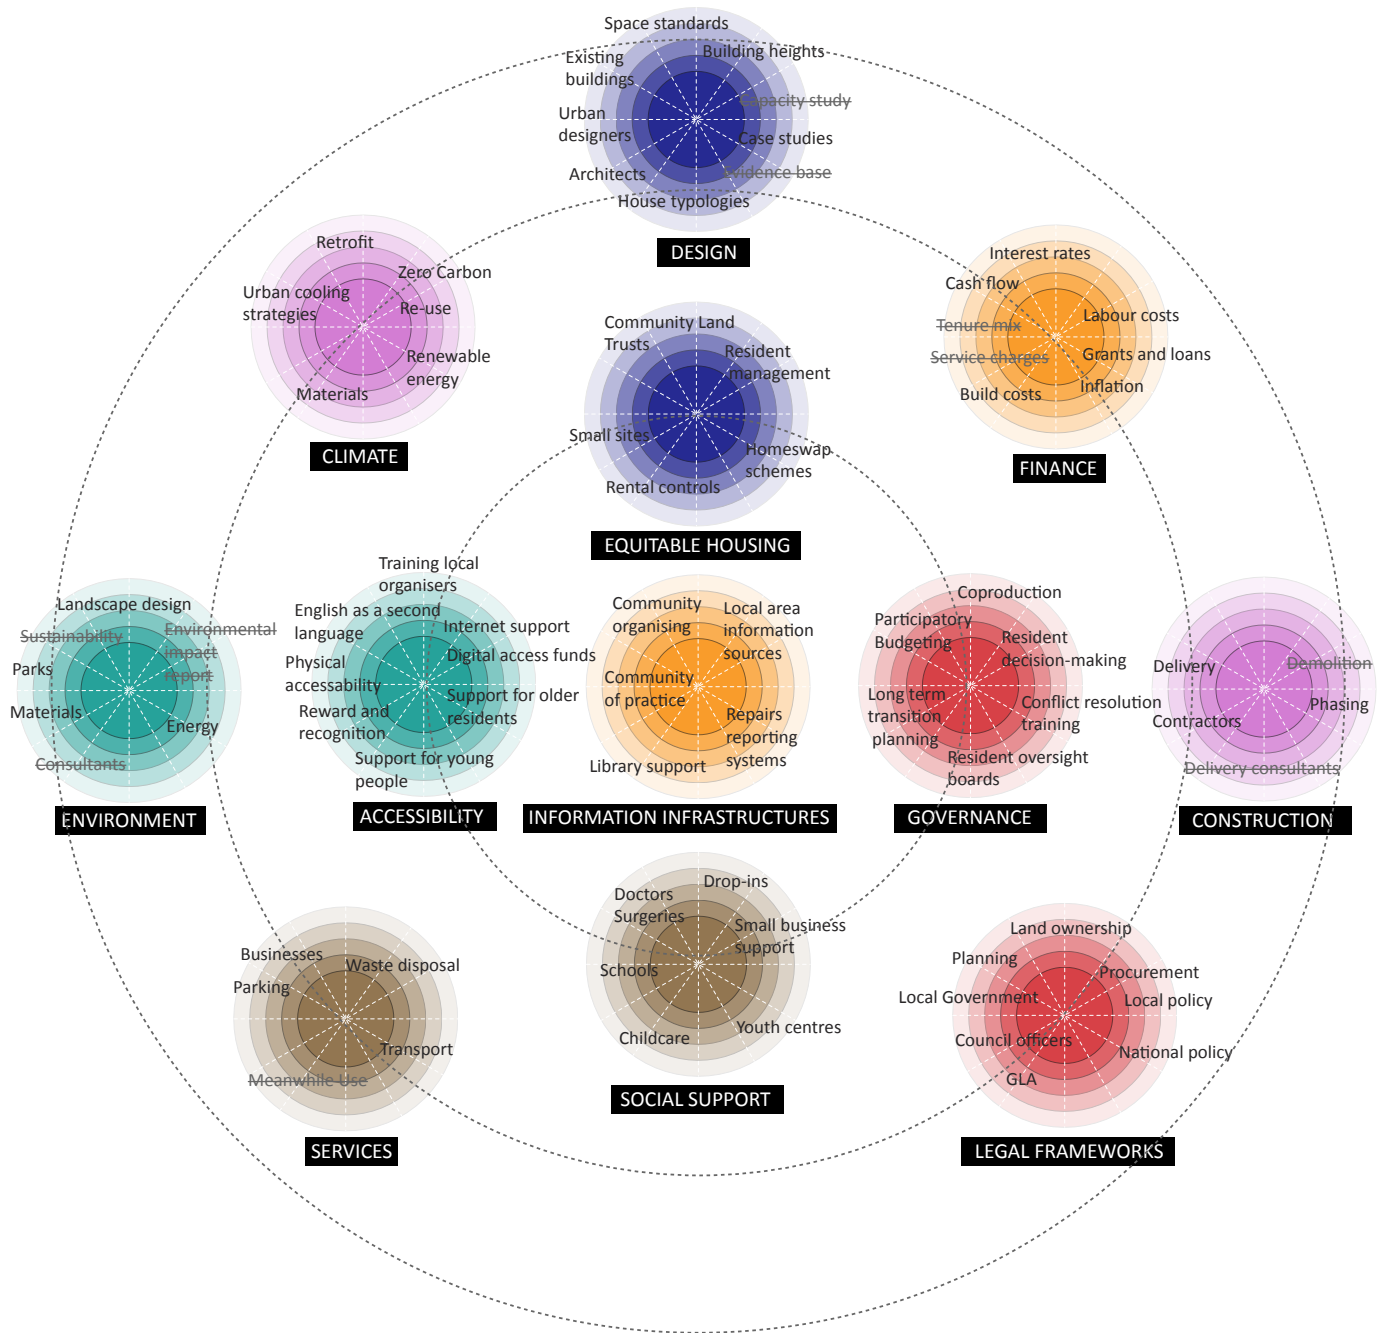 Space standards
Building heights
Existing
buildings
Capacity study
Urban
designers
Case studies
Architects
Evidence base
House typologies
DESIGN
Retrofit
Zero Carbon
Urban cooling
strategies
Re-use
Renewable
energy
Materials
CLIMATE
Interest rates
Cash flow
Labour costs
Tenure mix
Service charges
Grants and loans
Inflation
Build costs
FINANCE
Community Land
Trusts
Resident
management
Small sites
Homeswap
schemes
Rental controls
EQUITABLE HOUSING
Landscape design
Sustainability
Environmental
impact
report
Parks
Materials
Energy
Consultants
ENVIRONMENT
Training local
organisers
English as a second
language
Internet support
Digital access funds
Physical
accessability
Support for older
residents
Reward and
recognition
Support for young
people
ACCESSIBILTY
Community
organising
Local area
information
sources
Community
of practice
Repairs
reporting
systems
Library support
INFORMATION INFRASTRUCTURES
Coproduction
Participatory
Budgeting
Resident
decision-making
Long term
transition
planning
Conflict resolution
training
Resident oversight
boards
GOVERNANCE
Delivery
Demolition
Phasing
Contractors
Delivery consultants
CONSTRUCTION
Businesses
Waste disposal
Parking
Transport
Meanwhile Use
SERVICES
Drop-ins
Doctors
Surgeries
Small business
support
Schools
Youth centres
Childcare
SOCIAL SUPPORT
Land ownership
Planning
Procurement
Local Government
Local policy
Council officers
National policy
GLA
LEGAL FRAMEWORKS